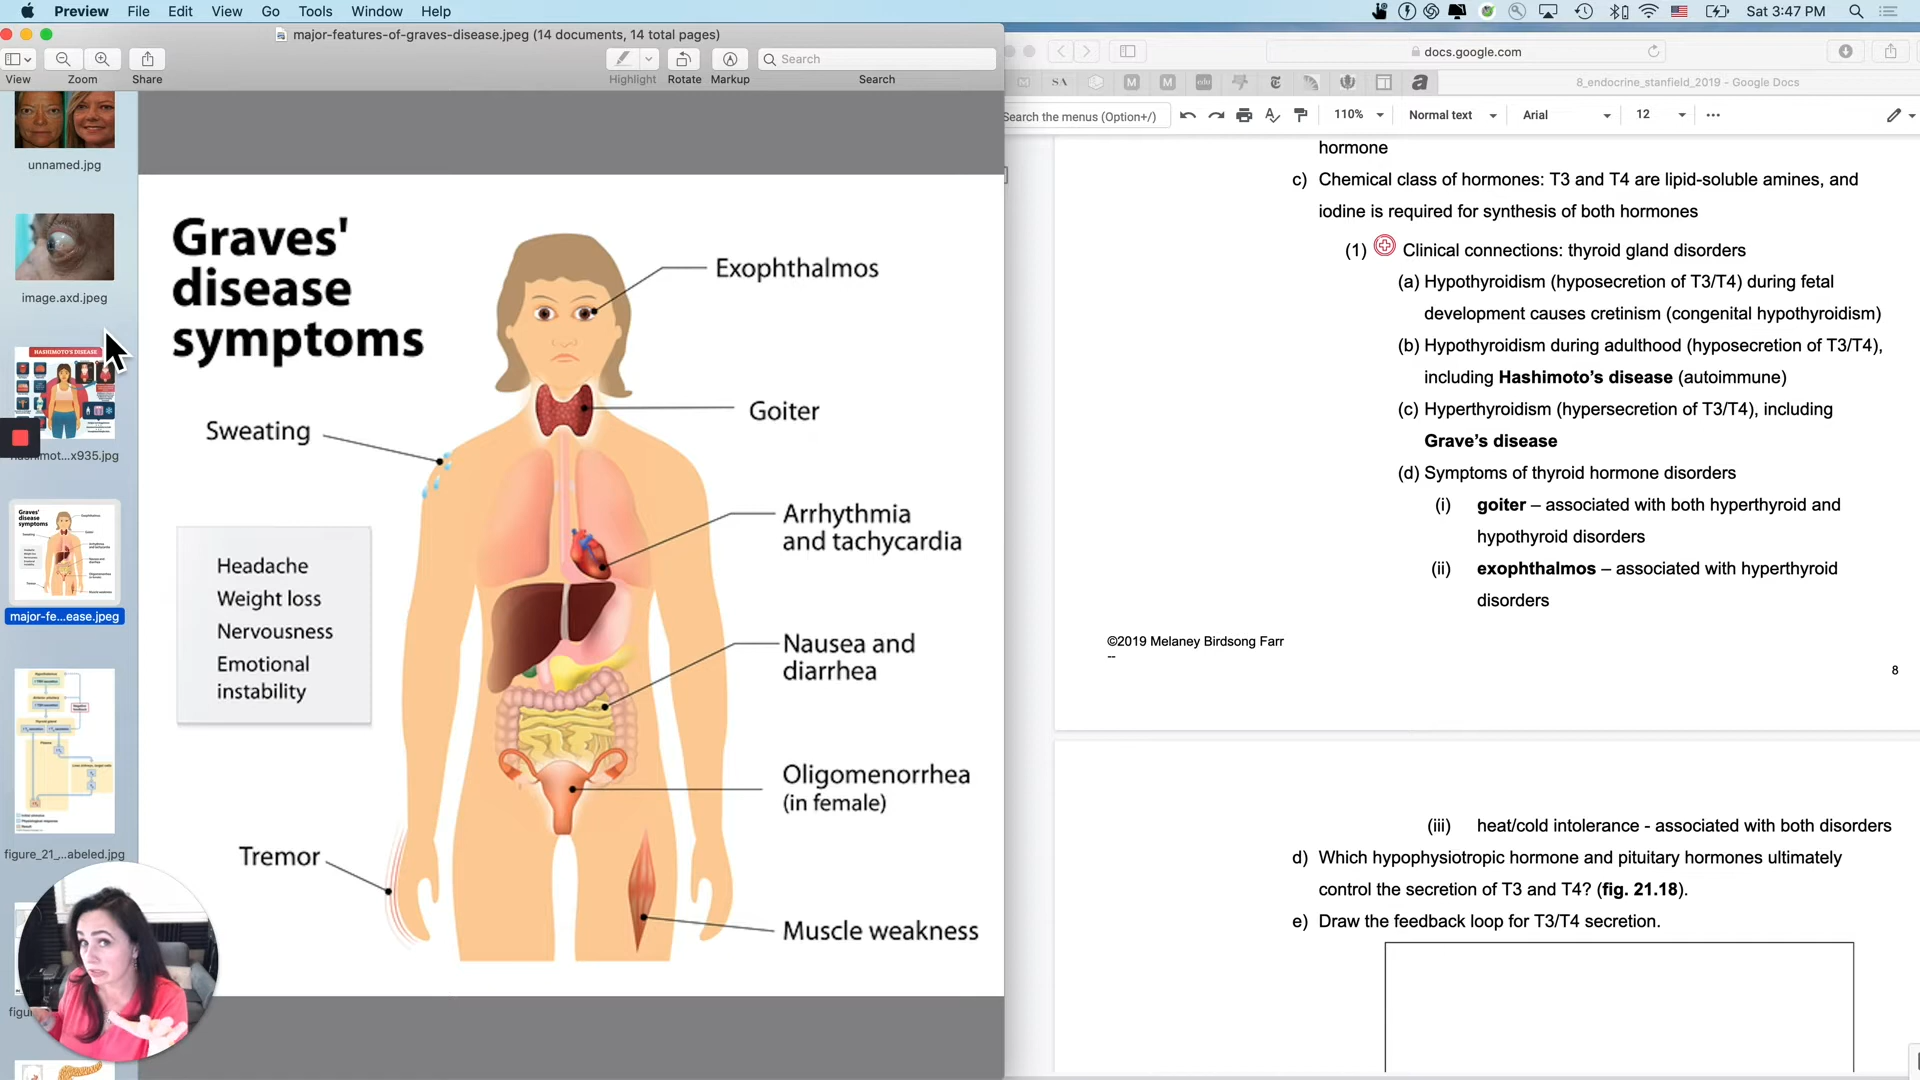 Preview File Edit View Go Tools Window Help
Sat 3:47 PM
major-features-of-graves-disease.jpeg (14 documents, 14 total pages)
View Zoom Share Highlight Rotate Markup Search
Search
unnamed.jpg
image.axd.jpeg
HASHIMOTO'S DISEASE
x935.jpg
major-fe...ease.jpeg
figure_21_...abeled.jpg
Graves'
disease
symptoms
Exophthalmos
Goiter
Sweating
Arrhythmia
and tachycardia
Headache
Weight loss
Nervousness
Emotional
instability
Nausea and
diarrhea
Oligomenorrhea
(in female)
Tremor
Muscle weakness
docs.google.com
SA
8_endocrine_stanfield_2019 - Google Docs
Search the menus (Option+/)
110% Normal text Arial 12
hormone
c) Chemical class of hormones: T3 and T4 are lipid-soluble amines, and
iodine is required for synthesis of both hormones
(1) Clinical connections: thyroid gland disorders
(a) Hypothyroidism (hyposecretion of T3/T4) during fetal
development causes cretinism (congenital hypothyroidism)
(b) Hypothyroidism during adulthood (hyposecretion of T3/T4),
including Hashimoto's disease (autoimmune)
(c) Hyperthyroidism (hypersecretion of T3/T4), including
Grave's disease
(d) Symptoms of thyroid hormone disorders
(i) goiter – associated with both hyperthyroid and
hypothyroid disorders
(ii) exophthalmos – associated with hyperthyroid
disorders
©2019 Melaney Birdsong Farr
--
8
(iii) heat/cold intolerance - associated with both disorders
d) Which hypophysiotropic hormone and pituitary hormones ultimately
control the secretion of T3 and T4? (fig. 21.18).
e) Draw the feedback loop for T3/T4 secretion.